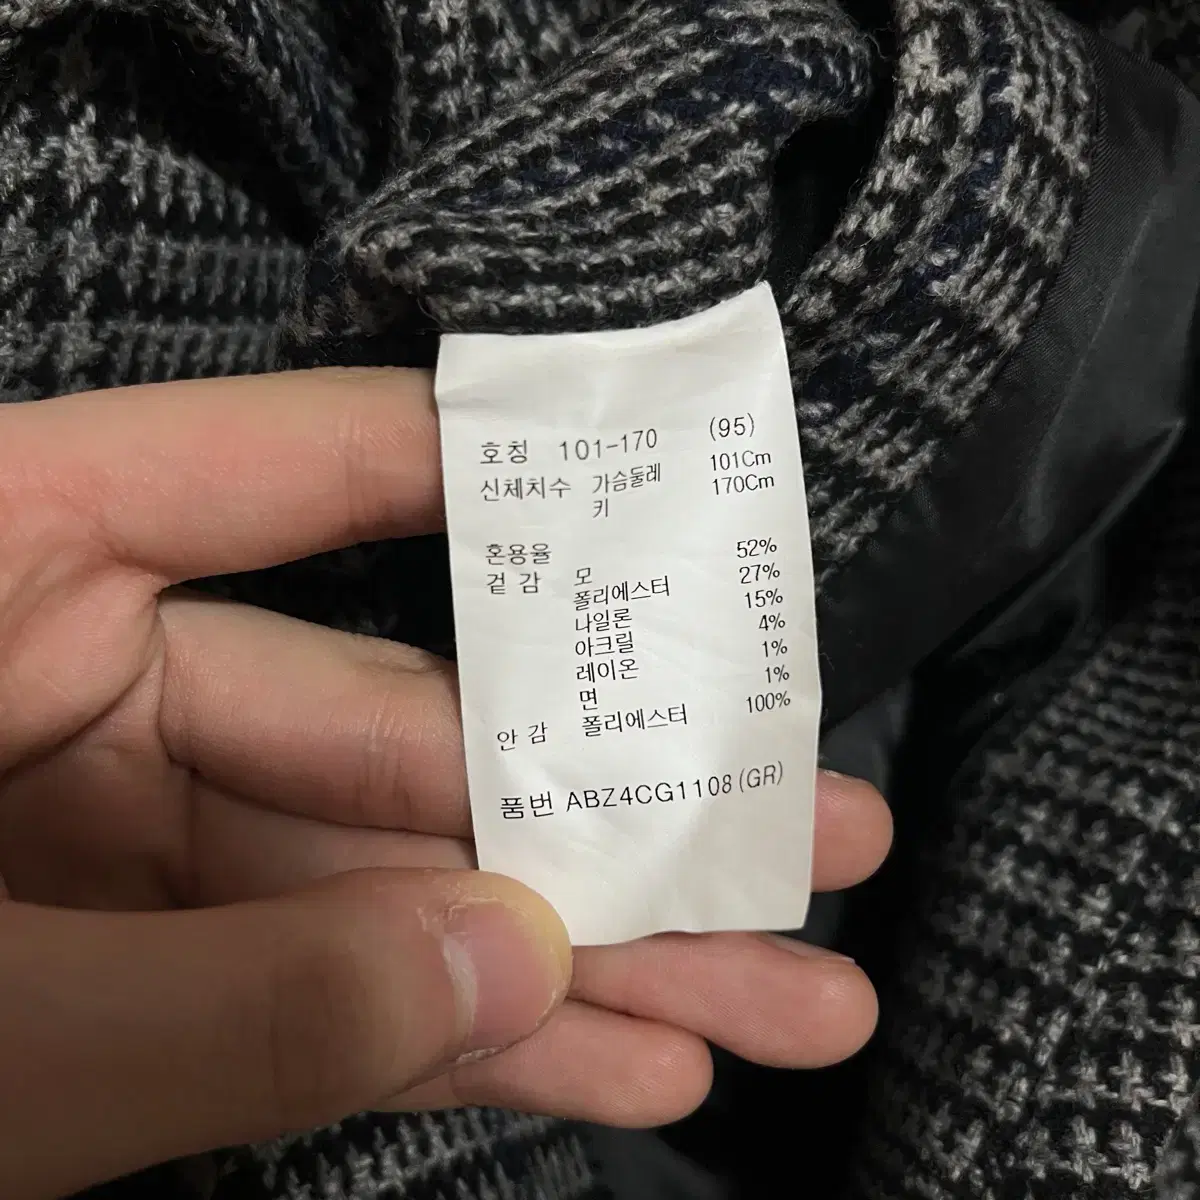 호칭 101-170 (95)
신체치수 가슴둘레 101Cm
키 170Cm
혼용율
겉 감 모 52%
폴리에스터 27%
나일론 15%
아크릴 4%
레이온 1%
면 1%
안 감 폴리에스터 100%
품번 ABZ4CG1108(GR)